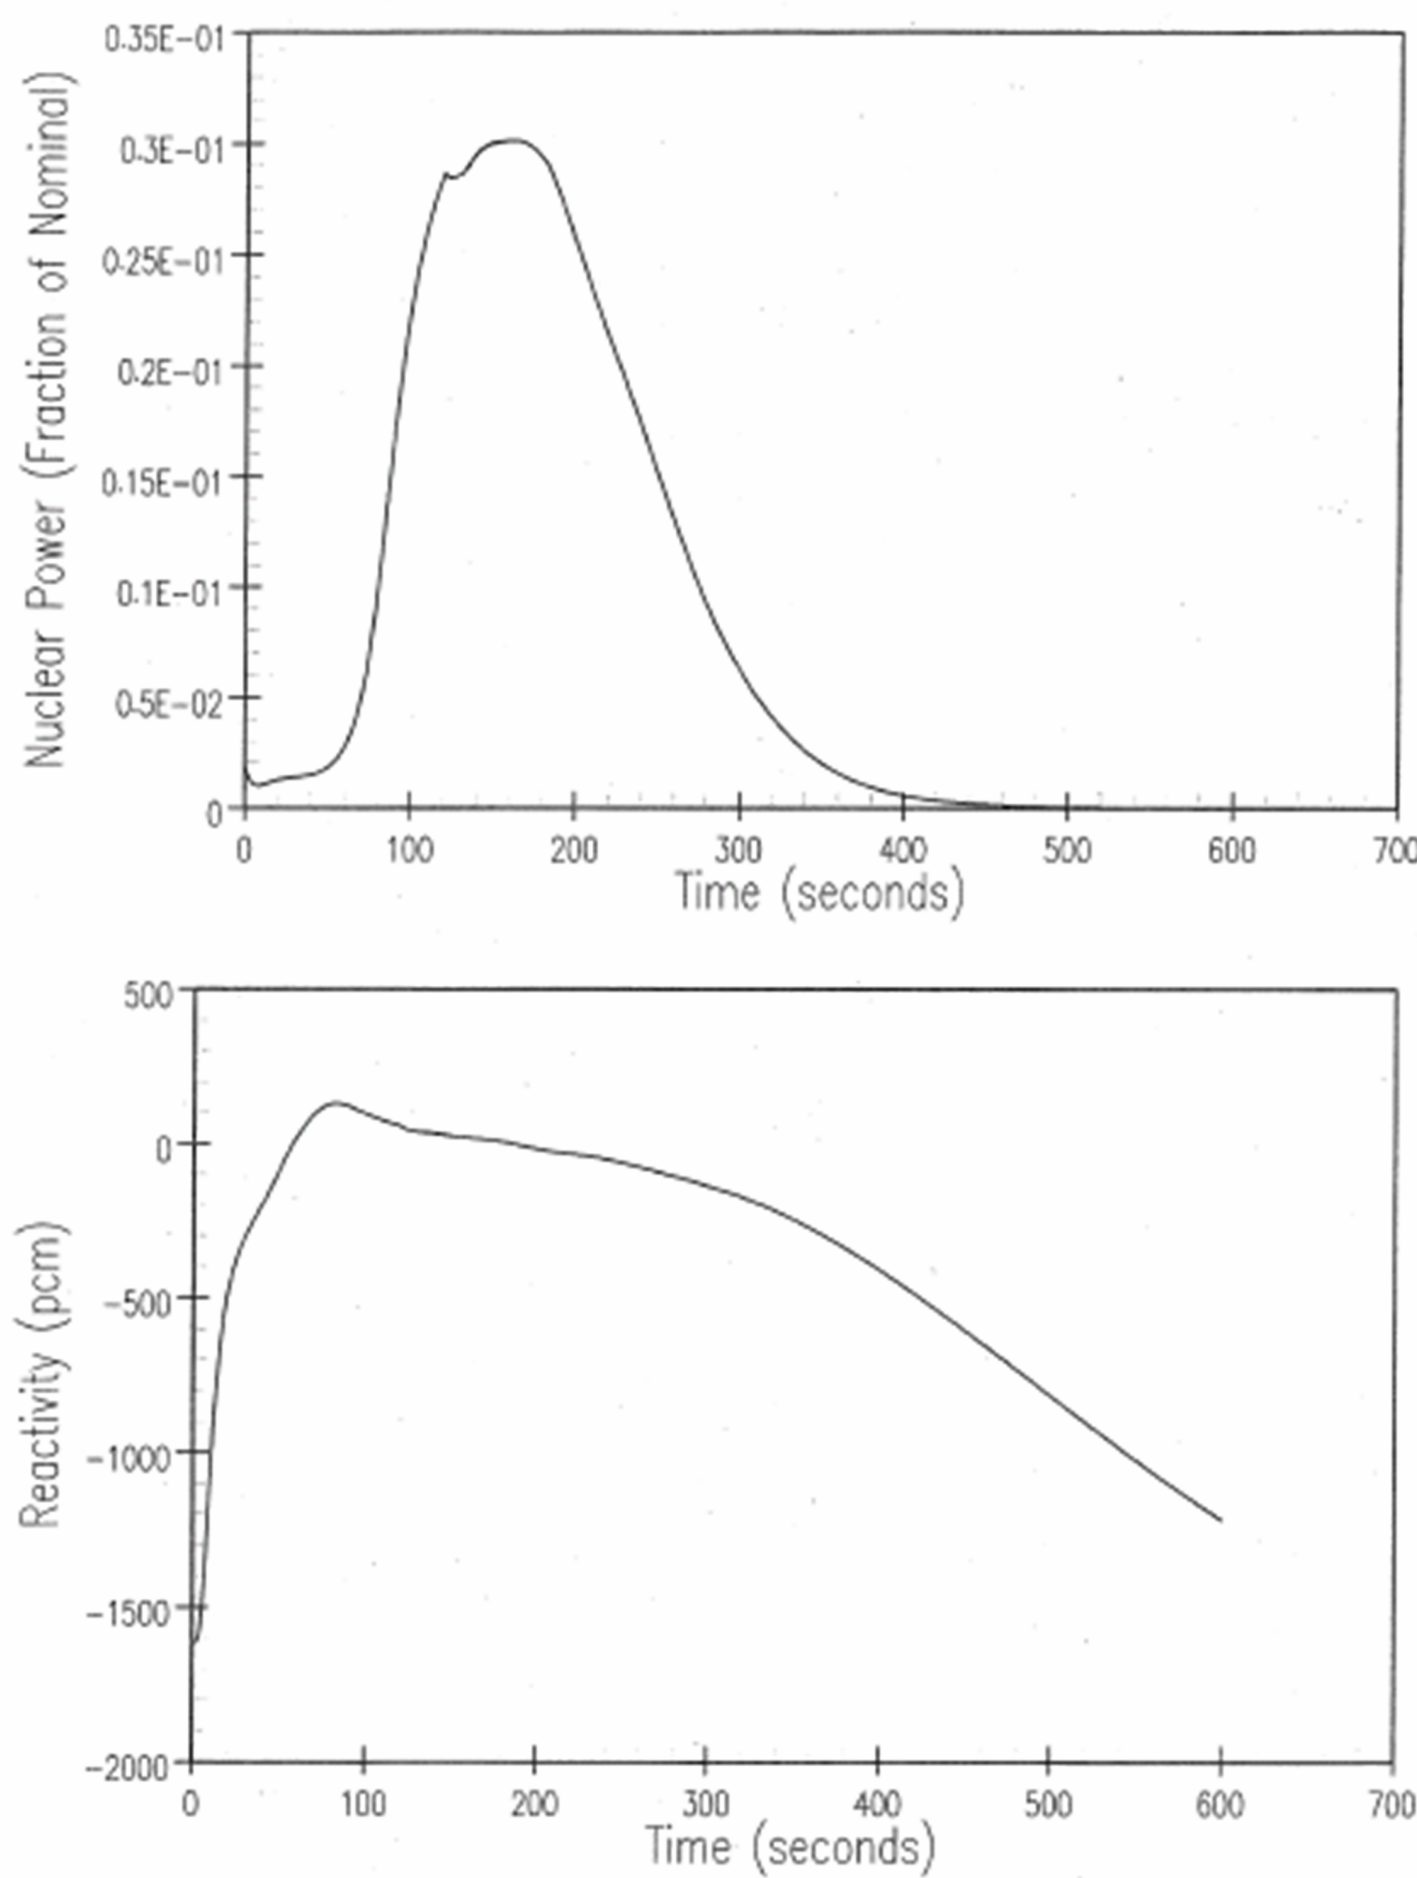 Nuclear Power (Fraction of Nominal)
0.35E-01
0.3E-01
0.25E-01
0.2E-01
0.15E-01
0.1E-01
0.5E-02
0
0 100 200 300 400 500 600 700
Time (seconds)
Reactivity (pcm)
500
0
-500
-1000
-1500
-2000
0 100 200 300 400 500 600 700
Time (seconds)